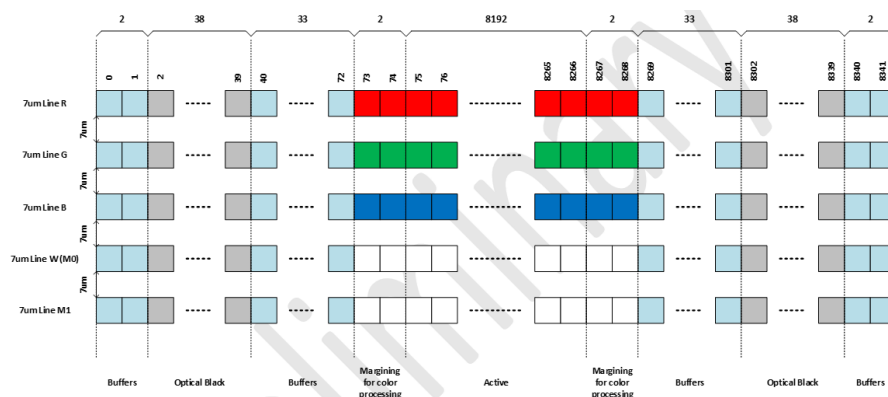 2 38 33 2 8192 2 33 38 2
0 1 2 39 40 72 73 74 75 76 8265 8266 8267 8268 8269 8301 8302 8339 8340 8341
7um Line R
7um
7um Line G
7um
7um Line B
7um
7um Line W (M0)
7um
7um Line M1
Buffers Optical Black Buffers Margining for color processing Active Margining for color processing Buffers Optical Black Buffers